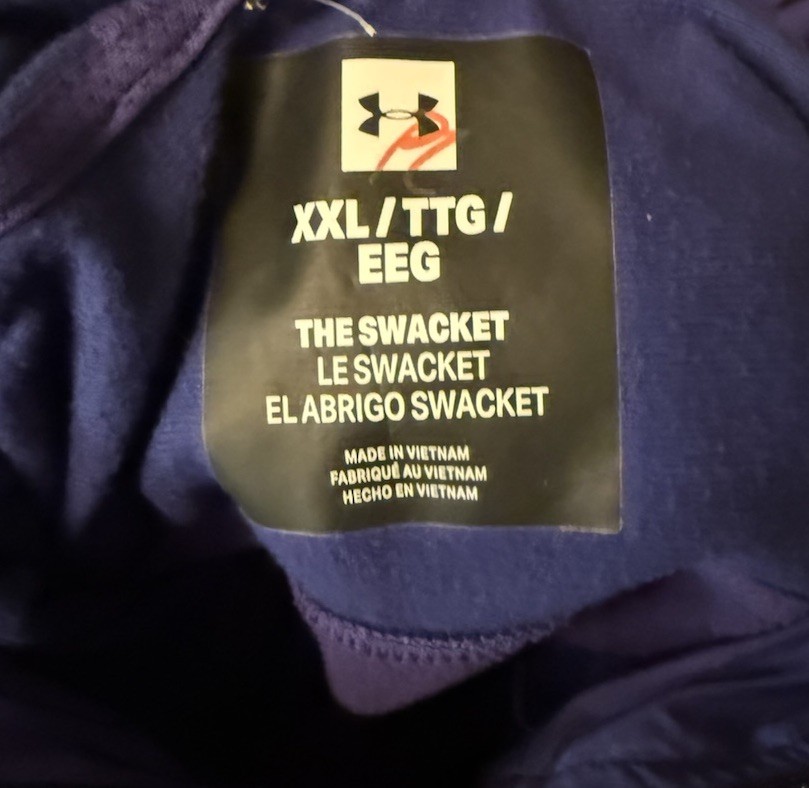 XXL / TTG /
EEG
THE SWACKET
LE SWACKET
EL ABRIGO SWACKET
MADE IN VIETNAM
FABRIQUÉ AU VIETNAM
HECHO EN VIETNAM